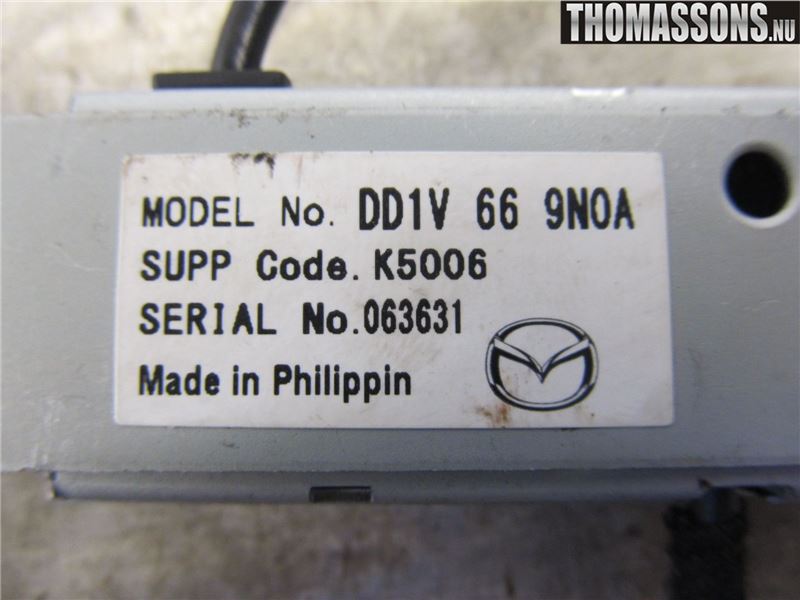 THOMASSONS.NU
MODEL No. DD1V 66 9N0A
SUPP Code. K5006
SERIAL No. 063631
Made in Philippin